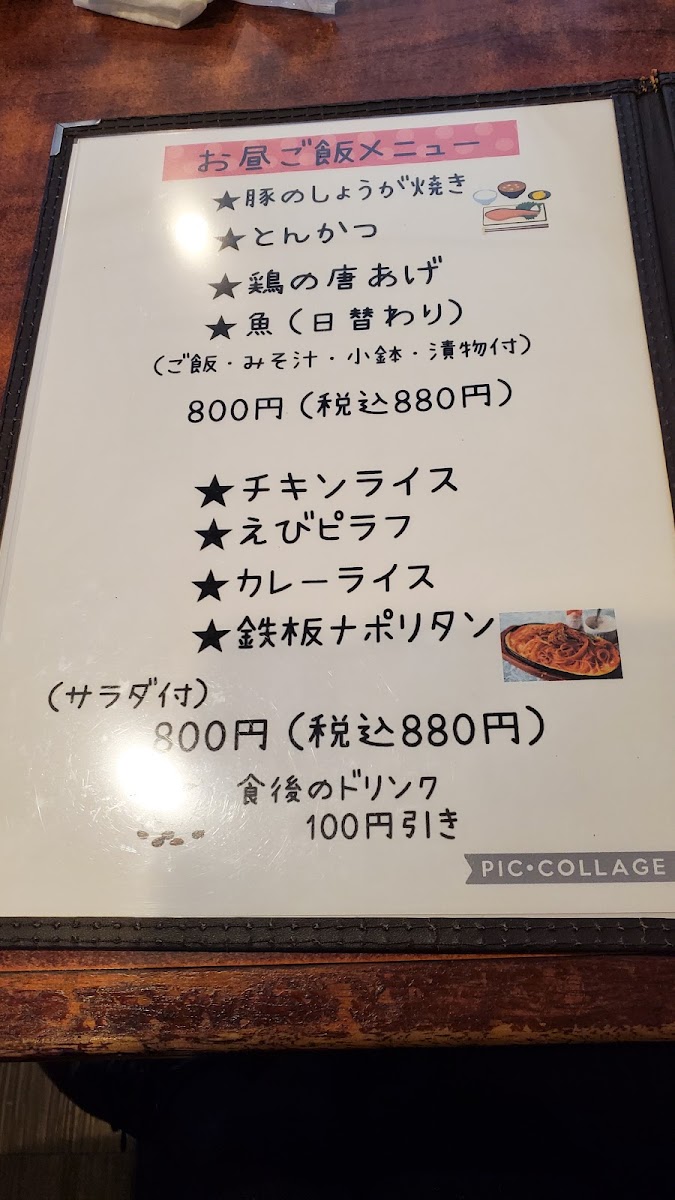 お昼ご飯メニュー
★豚のしょうが焼き
★とんかつ
★鶏の唐あげ
★魚(日替わり)
(ご飯・みそ汁・小鉢・漬物付)
800円(税込880円)
★チキンライス
★えびピラフ
★カレーライス
★鉄板ナポリタン
(サラダ付)
800円(税込880円)
食後のドリンク
100円引き
PIC•COLLAGE